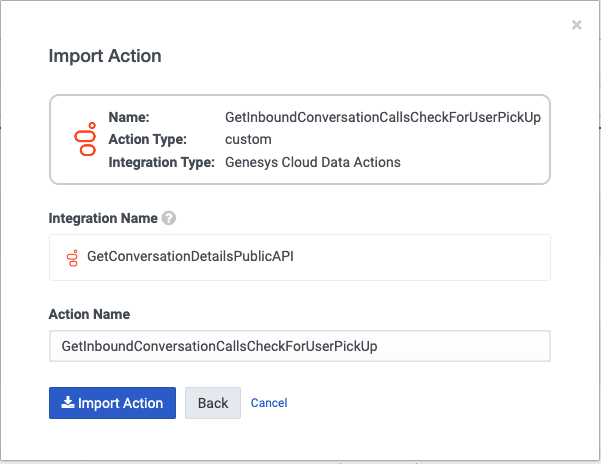 Import Action
Name: GetInboundConversationCallsCheckForUserPickUp
Action Type: custom
Integration Type: Genesys Cloud Data Actions
Integration Name ?
GetConversationDetailsPublicAPI
Action Name
GetInboundConversationCallsCheckForUserPickUp
Import Action Back Cancel